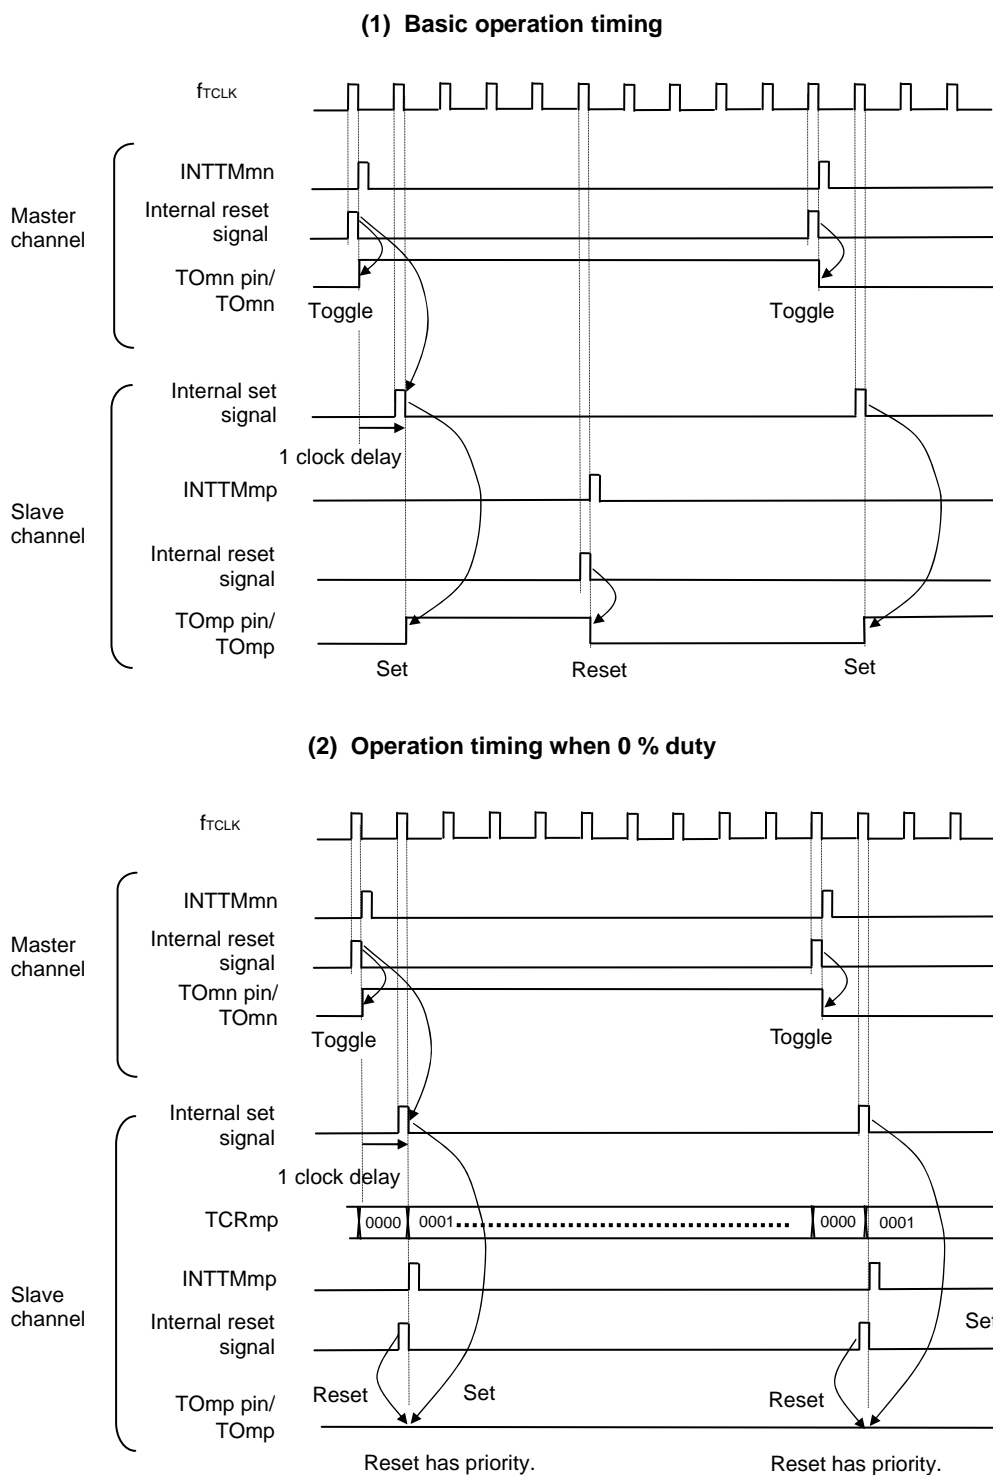 (1) Basic operation timing
fTCLK
INTTMmn
Internal reset
signal
Master
channel
TOmn pin/
TOmn
Toggle
Toggle
Internal set
signal
1 clock delay
INTTMmp
Slave
channel
Internal reset
signal
TOmp pin/
TOmp
Set
Reset
Set
(2) Operation timing when 0 % duty
fTCLK
INTTMmn
Internal reset
signal
Master
channel
TOmn pin/
TOmn
Toggle
Toggle
Internal set
signal
1 clock delay
TCRmp
0000
0001
0000
0001
INTTMmp
Slave
channel
Internal reset
signal
Set
Reset
Set
Reset
TOmp pin/
TOmp
Reset has priority.
Reset has priority.